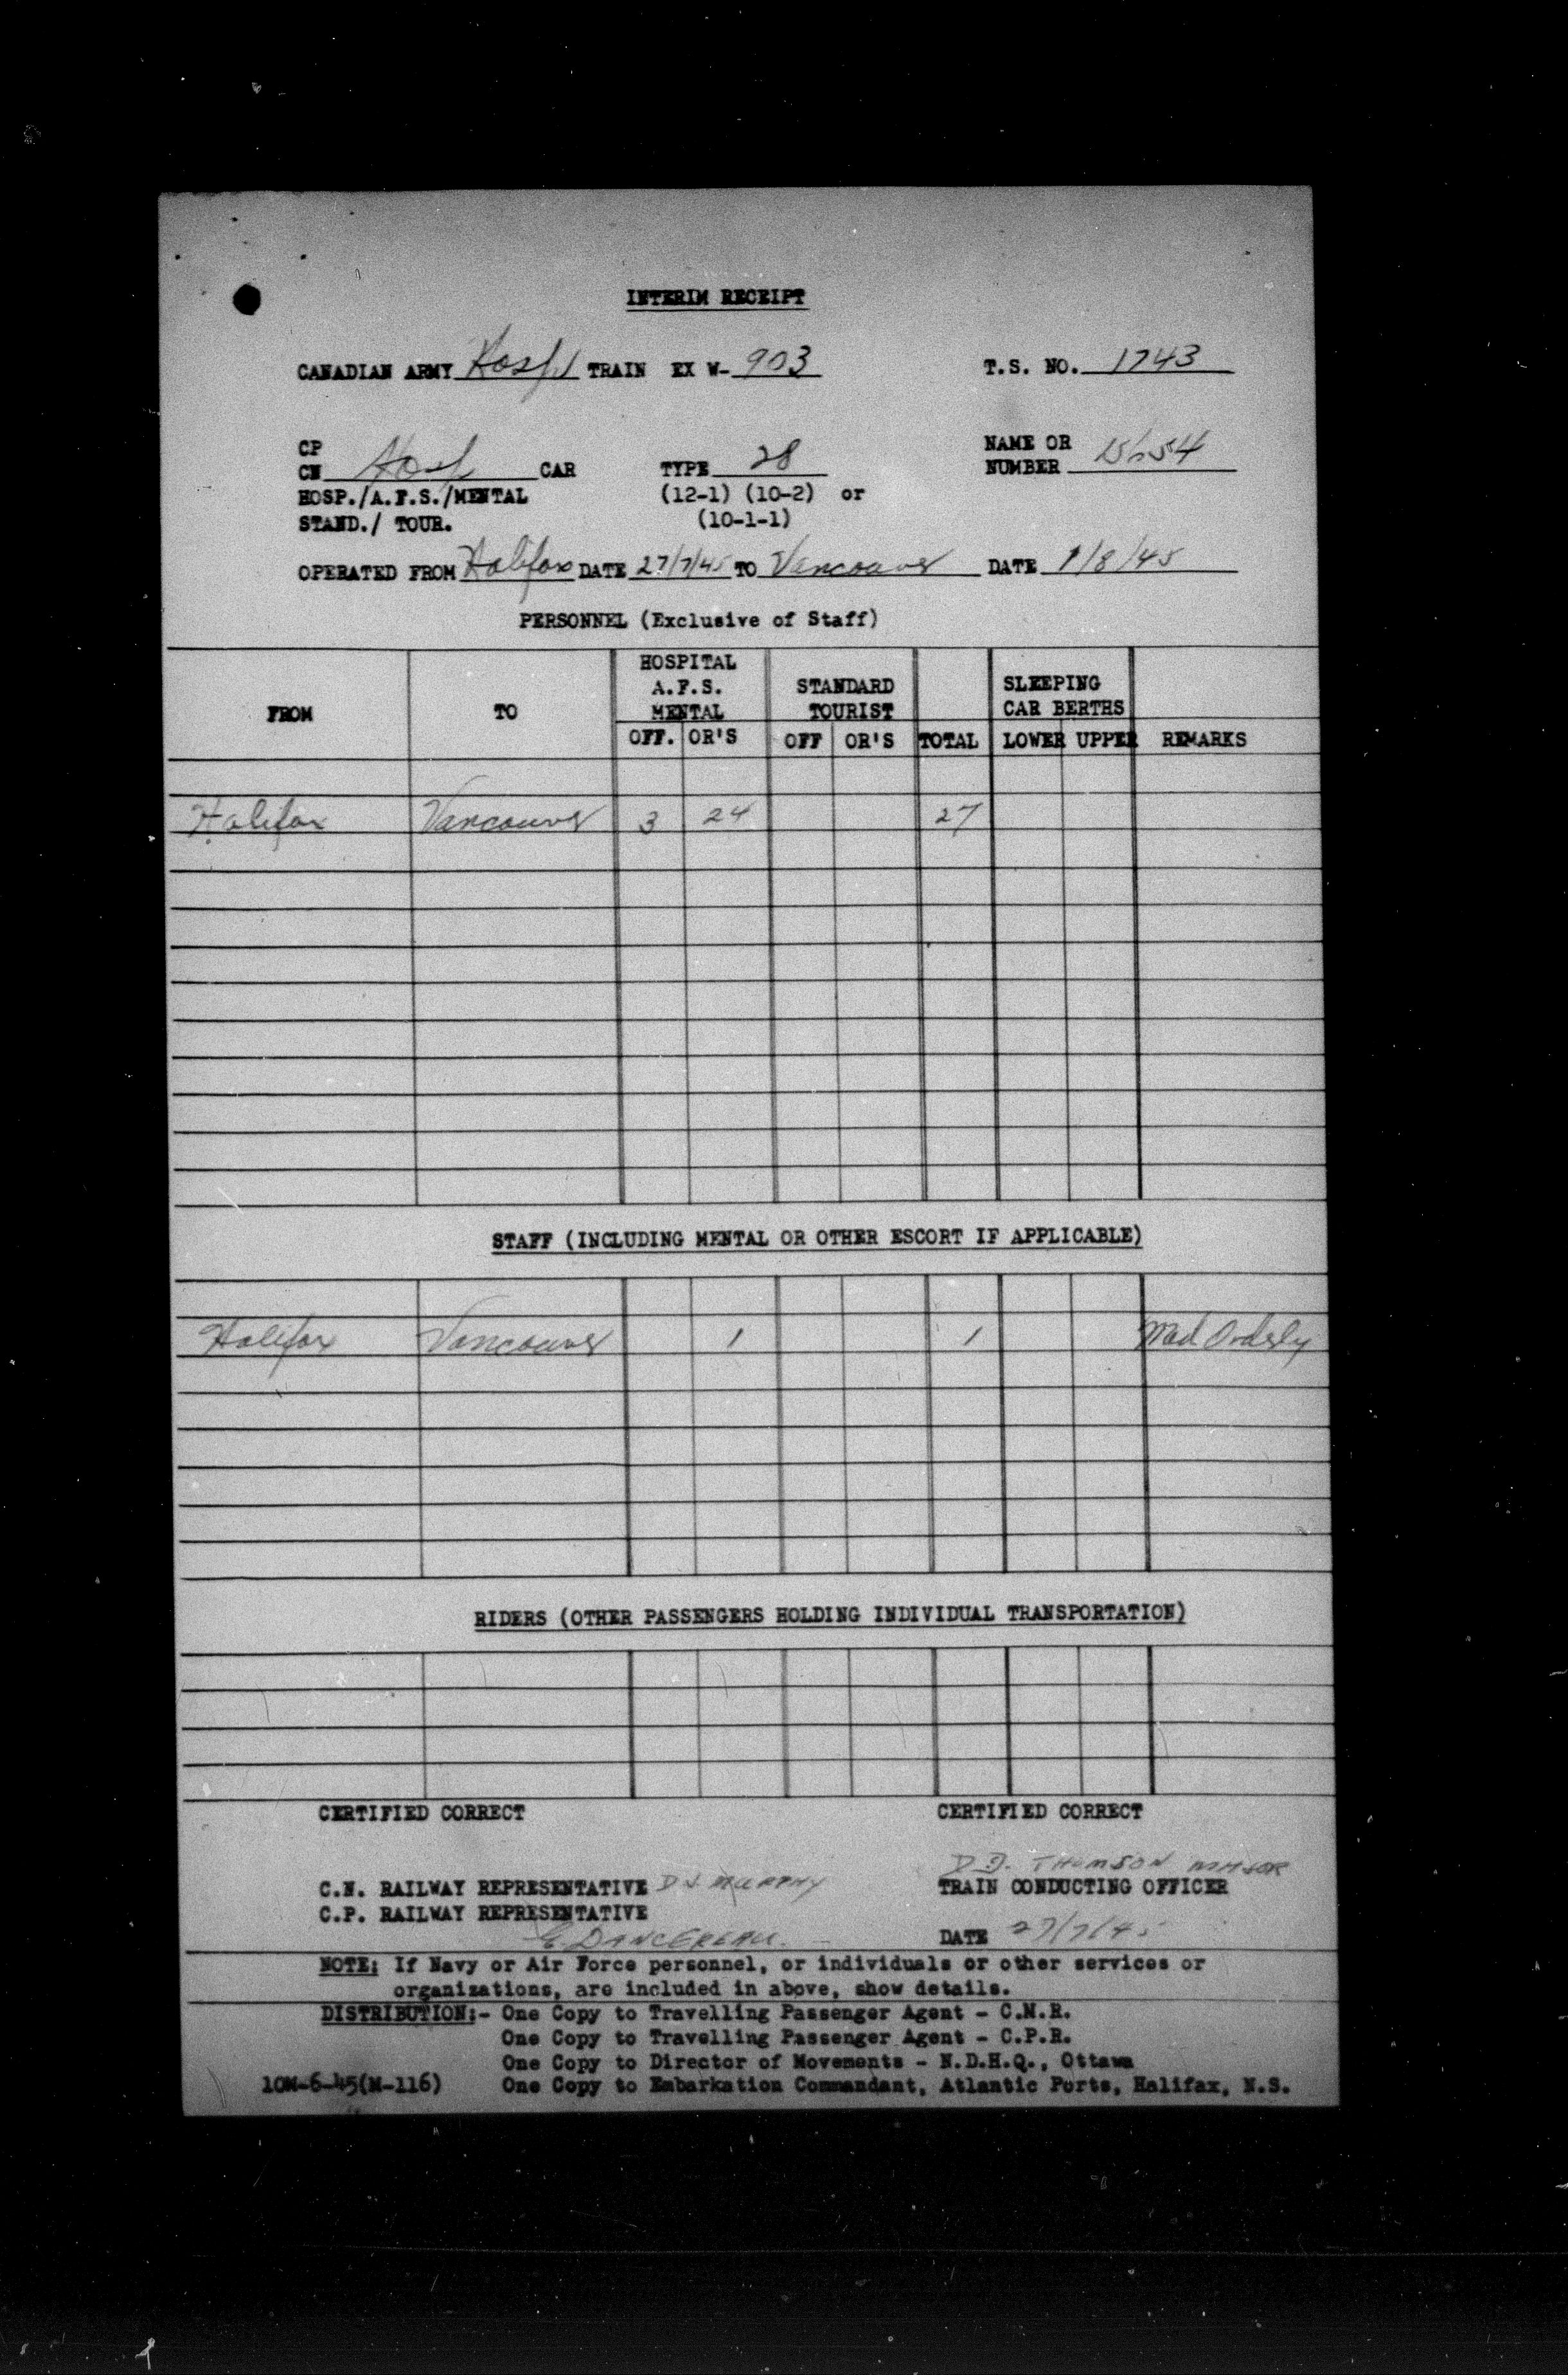 INTERIM RECEIPT
CANADIAN ARMY Hospl TRAIN EX W- 903 T.S. NO. 1743
CP
CN Hosp CAR TYPE 28 NAME OR NUMBER
HOSP./A.F.S./MENTAL (12-1) (10-2) or
STAND./ TOUR. (10-1-1)
OPERATED FROM Halifax DATE 27/7/45 TO Vancouver DATE 1/8/45
PERSONNEL (Exclusive of Staff)
FROM TO HOSPITAL A.F.S. MENTAL STANDARD TOURIST SLEEPING CAR BERTHS
OFF. OR'S OFF OR'S TOTAL LOWER UPPER REMARKS
Halifax Vancouver 3 24 27
STAFF (INCLUDING MENTAL OR OTHER ESCORT IF APPLICABLE)
Halifax Vancouver 1 1 Med Orderly
RIDERS (OTHER PASSENGERS HOLDING INDIVIDUAL TRANSPORTATION)
CERTIFIED CORRECT CERTIFIED CORRECT
D.D. THOMSON MAJOR
C.N. RAILWAY REPRESENTATIVE D J MURPHY TRAIN CONDUCTING OFFICER
C.P. RAILWAY REPRESENTATIVE
G. DANCEREAU. DATE 27/7/45
NOTE: If Navy or Air Force personnel, or individuals or other services or
organizations, are included in above, show details.
DISTRIBUTION:- One Copy to Travelling Passenger Agent - C.N.R.
One Copy to Travelling Passenger Agent - C.P.R.
One Copy to Director of Movements - N.D.H.Q., Ottawa
10M-6-45(M-116) One Copy to Embarkation Commandant, Atlantic Ports, Halifax, N.S.